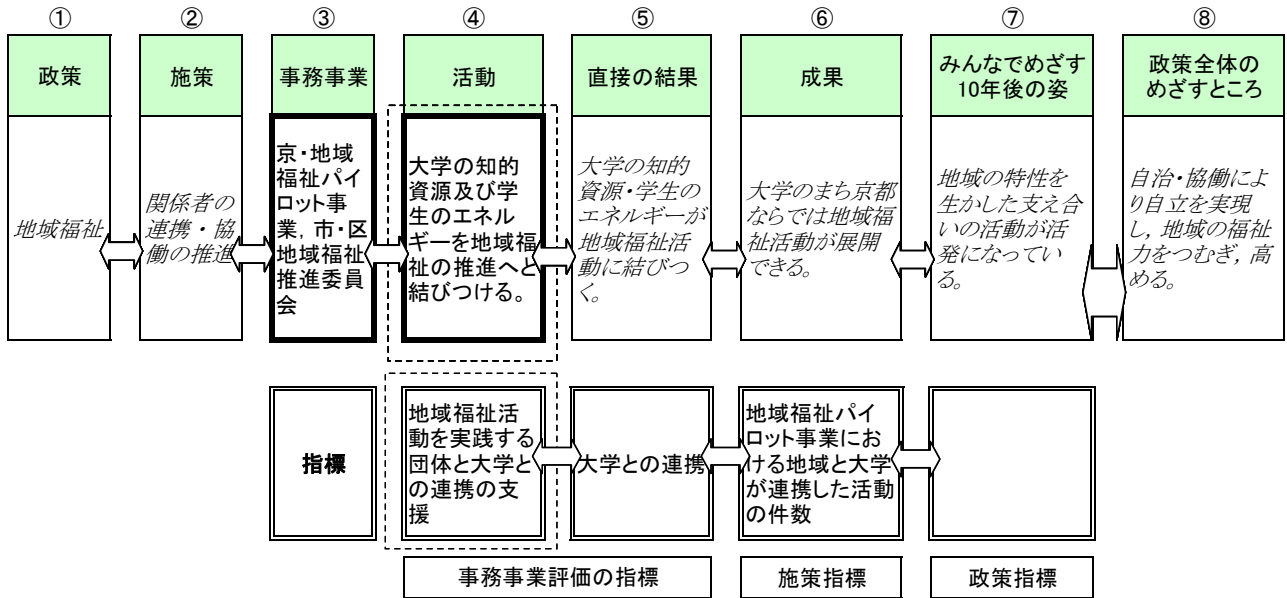 ①
②
③
④
⑤
⑥
⑦
⑧
政策
施策
事務事業
活動
直接の結果
成果
みんなでめざす
10年後の姿
政策全体の
めざすところ
地域福祉
関係者の
連携・協
働の推進
京・地域
福祉パイ
ロット事
業，市・区
地域福祉
推進委員
会
大学の知的
資源及び学
生のエネル
ギーを地域福
祉の推進へと
結びつける。
大学の知的
資源・学生の
エネルギーが
地域福祉活
動に結びつ
く。
大学のまち京都
ならでは地域福
祉活動が展開
できる。
地域の特性を
生かした支え合
いの活動が活
発になってい
る。
自治・協働によ
り自立を実現
し，地域の福祉
力をつむぎ，高
める。
指標
地域福祉活
動を実践する
団体と大学と
の連携の支
援
大学との連携
地域福祉パイ
ロット事業にお
ける地域と大学
が連携した活動
の件数
事務事業評価の指標
施策指標
政策指標